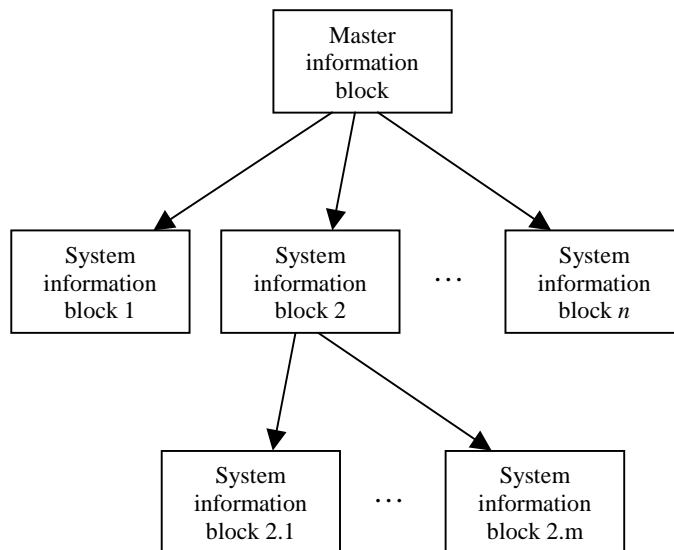 Master
information
block
System
information
block 1
System
information
block 2
…
System
information
block n
System
information
block 2.1
…
System
information
block 2.m